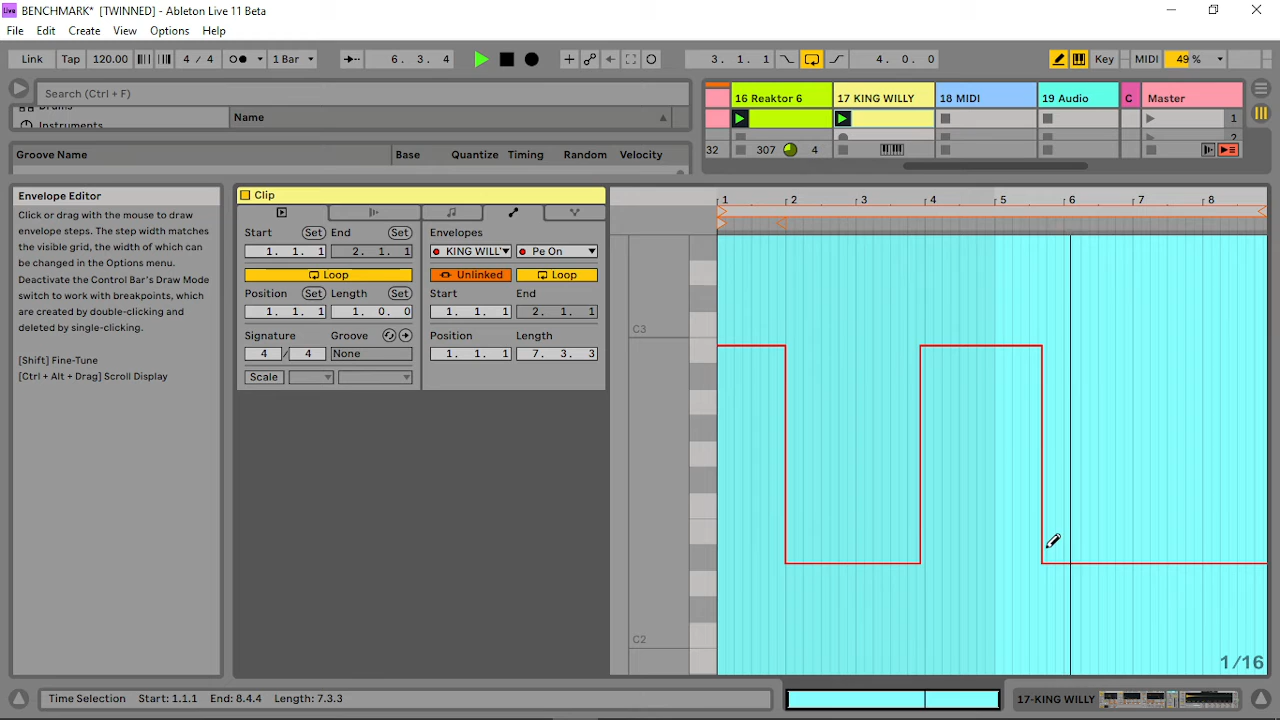 Live BENCHMARK* [TWINNED] - Ableton Live 11 Beta
File Edit Create View Options Help
Link Tap 120.00 4 / 4 1 Bar 6. 3. 4 3. 1. 1 4. 0. 0 Key MIDI 49 %
Search (Ctrl + F)
16 Reaktor 6 17 KING WILLY 18 MIDI 19 Audio C Master
Instruments
Name
1
2
32 307 4
Groove Name Base Quantize Timing Random Velocity
Envelope Editor
Click or drag with the mouse to draw
envelope steps. The step width matches
the visible grid, the width of which can
be changed in the Options menu.
Deactivate the Control Bar's Draw Mode
switch to work with breakpoints, which
are created by double-clicking and
deleted by single-clicking.
[Shift] Fine-Tune
[Ctrl + Alt + Drag] Scroll Display
Clip
Start Set End Set Envelopes
1. 1. 1 2. 1. 1 KING WILL' Pe On
Loop Unlinked Loop
Position Set Length Set Start End
1. 1. 1 1. 0. 0 1. 1. 1 2. 1. 1
Signature Groove Position Length
4 / 4 None 1. 1. 1 7. 3. 3
Scale
1 2 3 4 5 6 7 8
C3
C2
1/16
Time Selection Start: 1.1.1 End: 8.4.4 Length: 7.3.3
17-KING WILLY